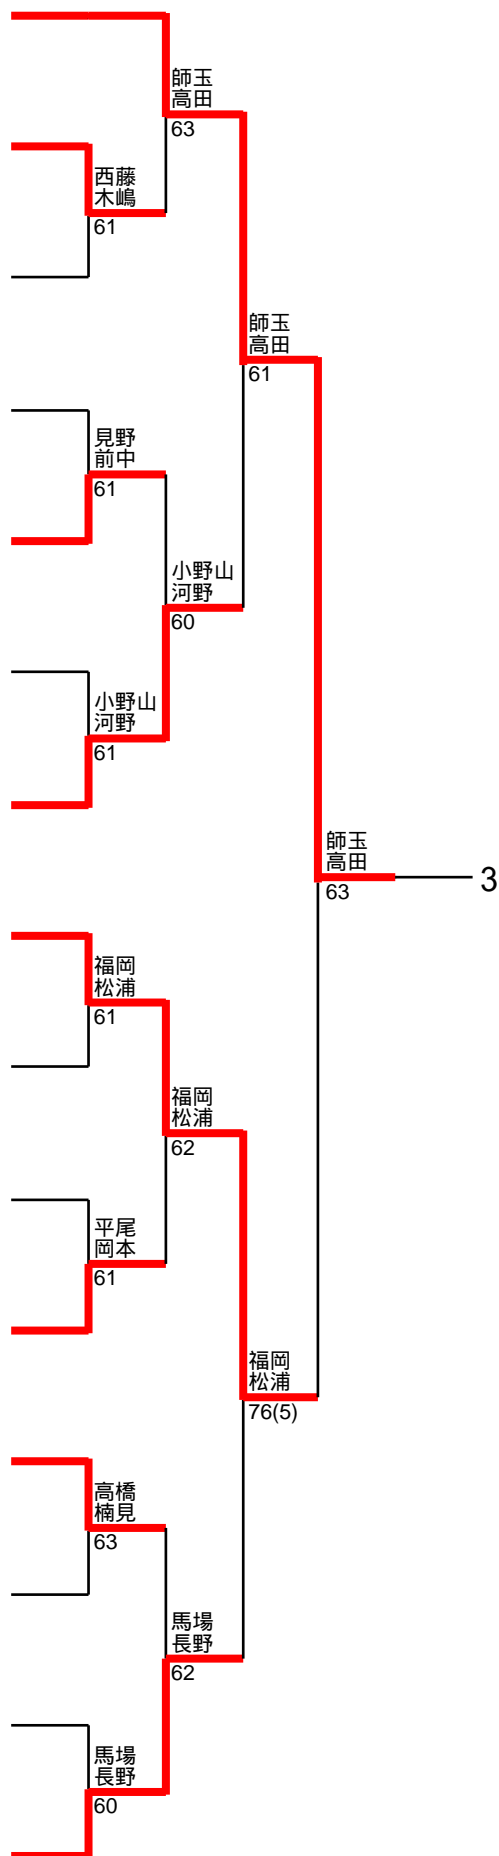 師玉
高田
63
西藤
木嶋
61
師玉
高田
61
見野
前中
61
小野山
河野
60
小野山
河野
61
師玉
高田
63
3
福岡
松浦
61
福岡
松浦
62
平尾
岡本
61
福岡
松浦
76(5)
高橋
楠見
63
馬場
長野
62
馬場
長野
60